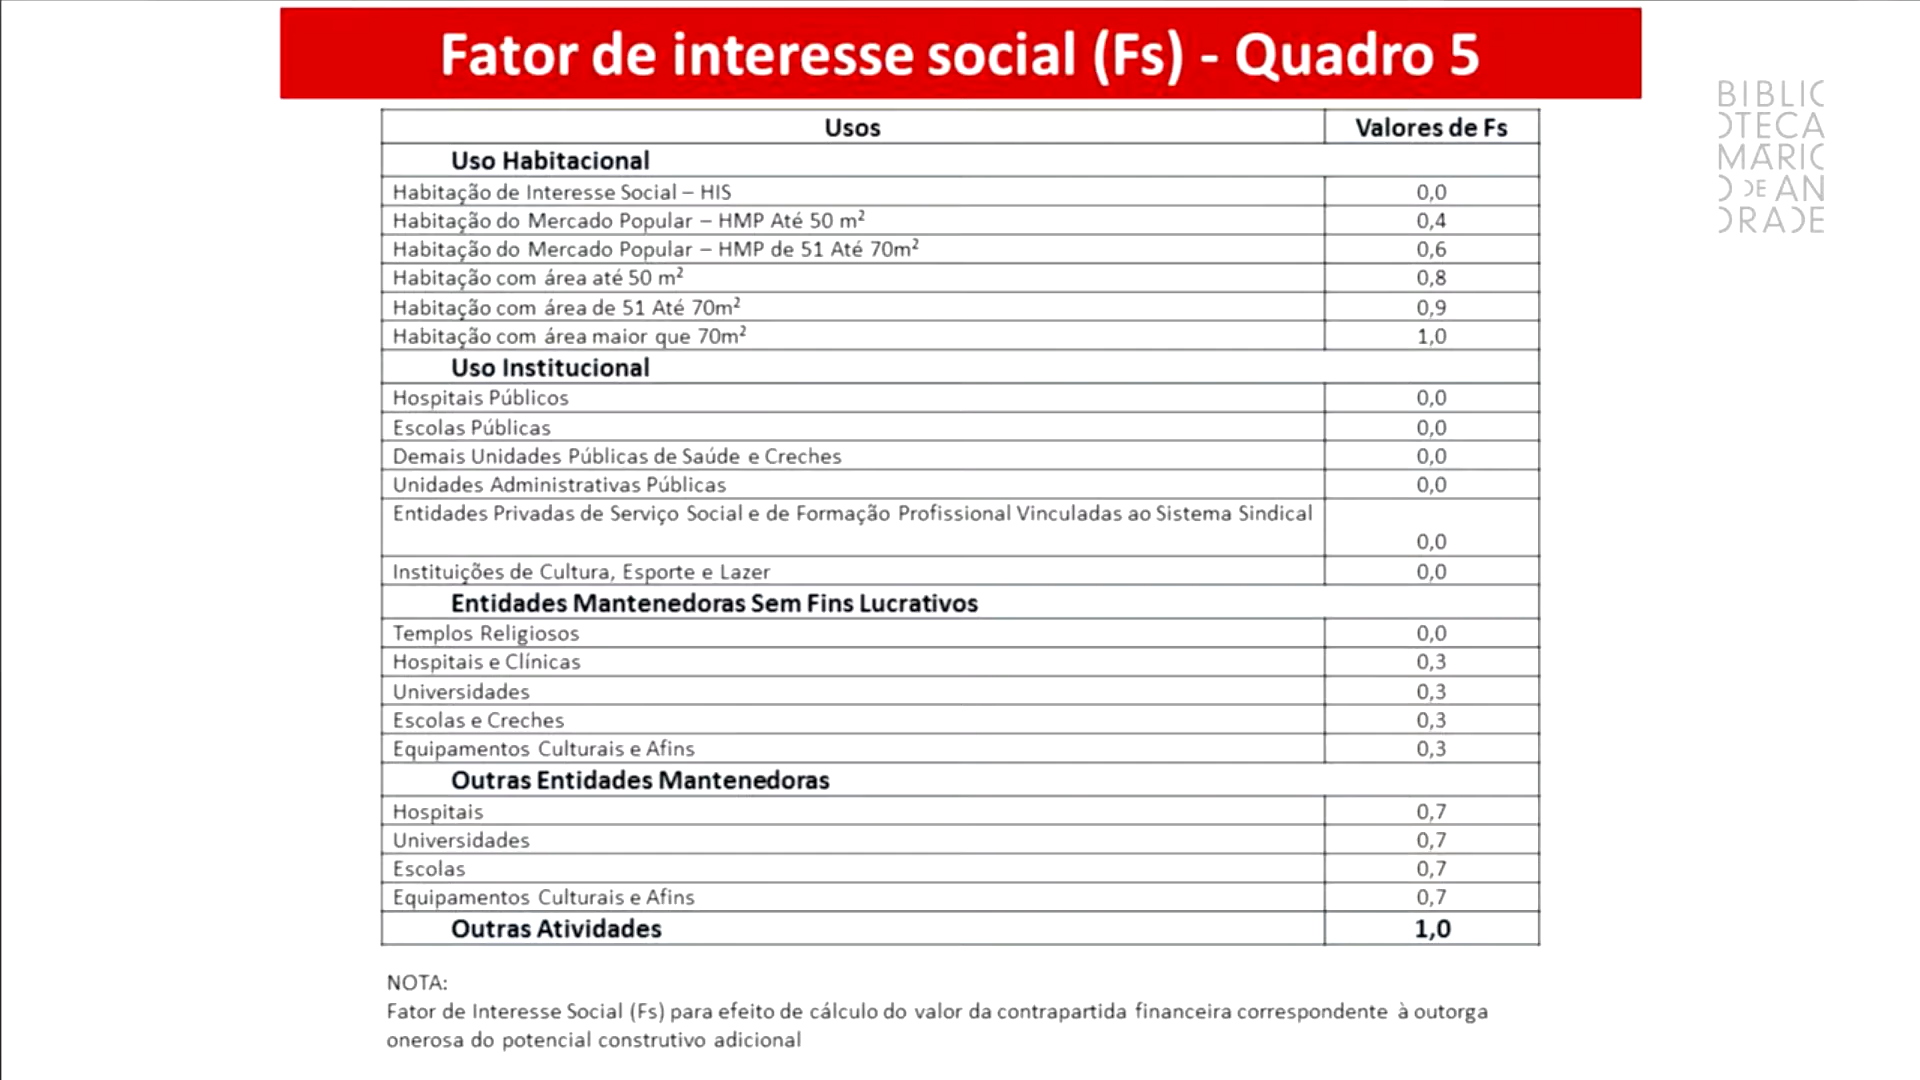 Fator de interesse social (Fs) - Quadro 5
BIBLIC
OTECA
MÁRIC
O DE AN
DRADE
Usos Valores de Fs
Uso Habitacional
Habitação de Interesse Social – HIS 0,0
Habitação do Mercado Popular – HMP Até 50 m² 0,4
Habitação do Mercado Popular – HMP de 51 Até 70m² 0,6
Habitação com área até 50 m² 0,8
Habitação com área de 51 Até 70m² 0,9
Habitação com área maior que 70m² 1,0
Uso Institucional
Hospitais Públicos 0,0
Escolas Públicas 0,0
Demais Unidades Públicas de Saúde e Creches 0,0
Unidades Administrativas Públicas 0,0
Entidades Privadas de Serviço Social e de Formação Profissional Vinculadas ao Sistema Sindical
0,0
Instituições de Cultura, Esporte e Lazer 0,0
Entidades Mantenedoras Sem Fins Lucrativos
Templos Religiosos 0,0
Hospitais e Clínicas 0,3
Universidades 0,3
Escolas e Creches 0,3
Equipamentos Culturais e Afins 0,3
Outras Entidades Mantenedoras
Hospitais 0,7
Universidades 0,7
Escolas 0,7
Equipamentos Culturais e Afins 0,7
Outras Atividades 1,0
NOTA:
Fator de Interesse Social (Fs) para efeito de cálculo do valor da contrapartida financeira correspondente à outorga
onerosa do potencial construtivo adicional